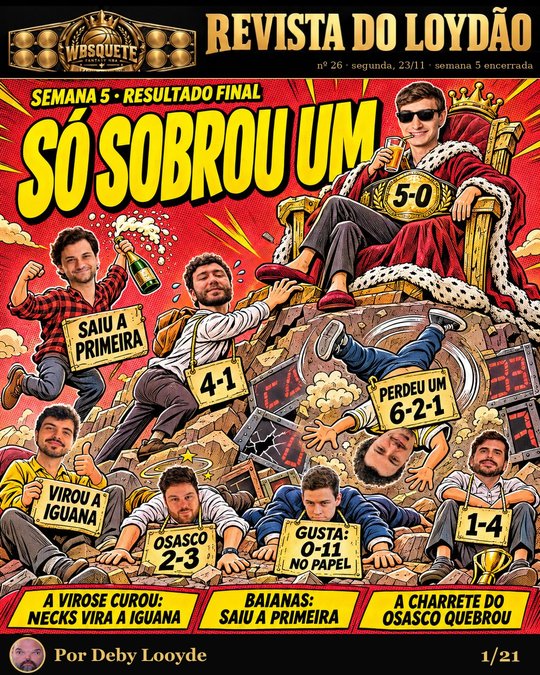 WBSQUETE
FANTASY NBA
REVISTA DO LOYDÃO
nº 26 · segunda, 23/11 · semana 5 encerrada
SEMANA 5 · RESULTADO FINAL
SÓ SOBROU UM
5-0
SAIU A
PRIMEIRA
4-1
PERDEU UM
6-2-1
VIROU A
IGUANA
OSASCO
2-3
GUSTA:
0-11
NO PAPEL
1-4
A VIROSE CUROU:
NECKS VIRA A IGUANA
BAIANAS:
SAIU A PRIMEIRA
A CHARRETE DO
OSASCO QUEBROU
Por Deby Looyde
1/21